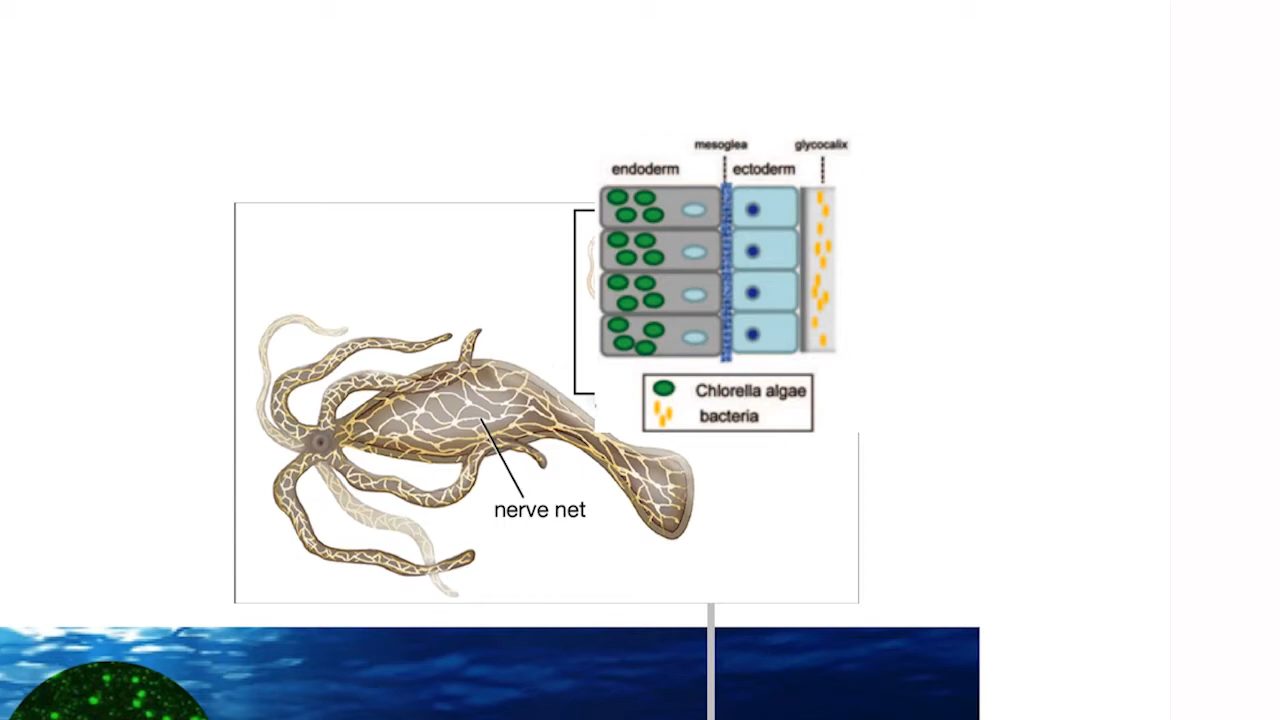 mesoglea
glycocalix
endoderm
ectoderm
Chlorella algae
bacteria
nerve net